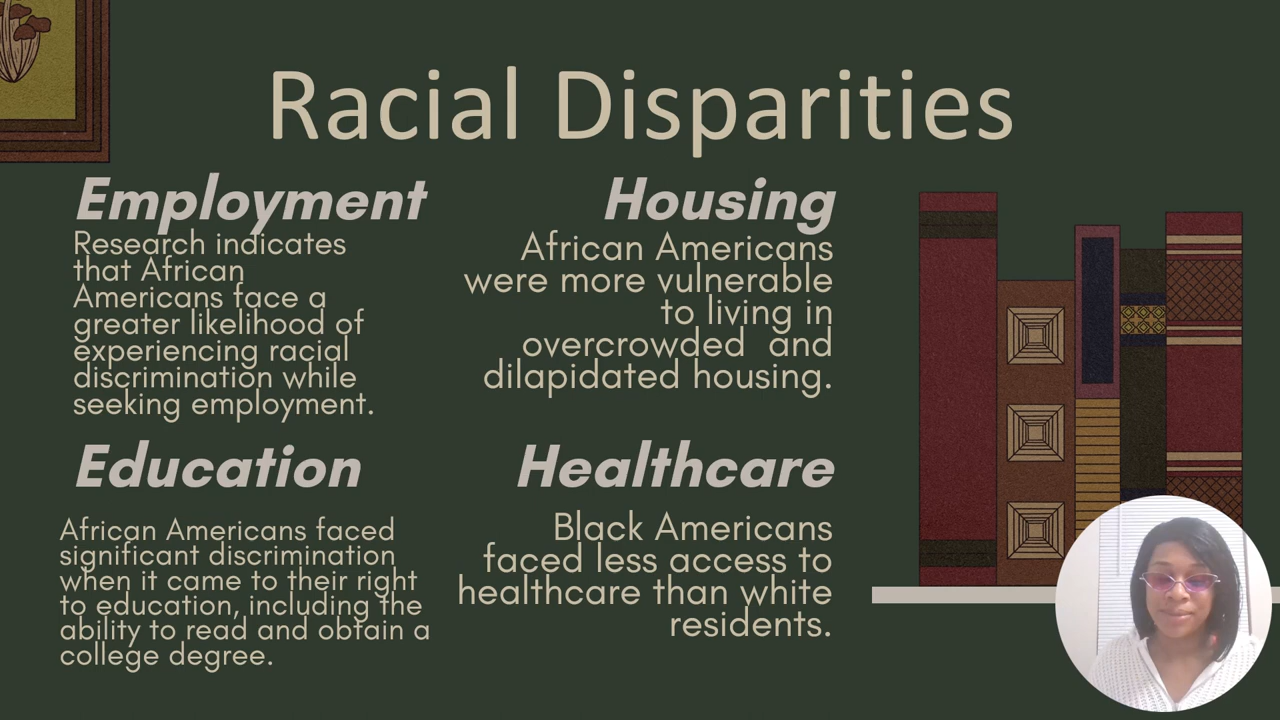 Racial Disparities
Employment
Research indicates
that African
Americans face a
greater likelihood of
experiencing racial
discrimination while
seeking employment.
Housing
African Americans
were more vulnerable
to living in
overcrowded and
dilapidated housing.
Education
African Americans faced
significant discrimination
when it came to their right
to education, including the
ability to read and obtain a
college degree.
Healthcare
Black Americans
faced less access to
healthcare than white
residents.